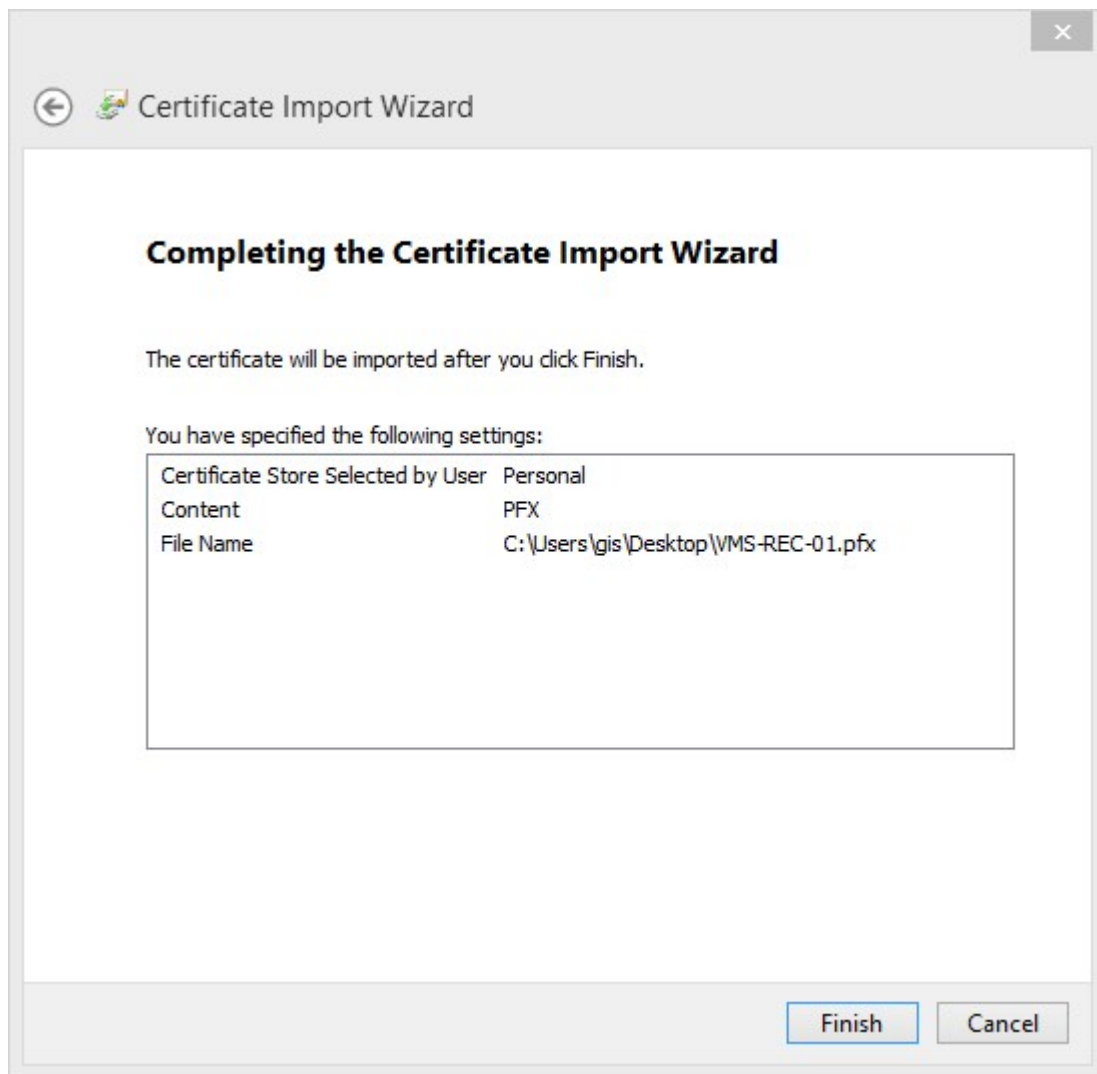 Certificate Import Wizard
Completing the Certificate Import Wizard
The certificate will be imported after you click Finish.
You have specified the following settings:
Certificate Store Selected by User Personal
Content PFX
File Name C:\Users\gis\Desktop\VMS-REC-01.pfx
Finish Cancel